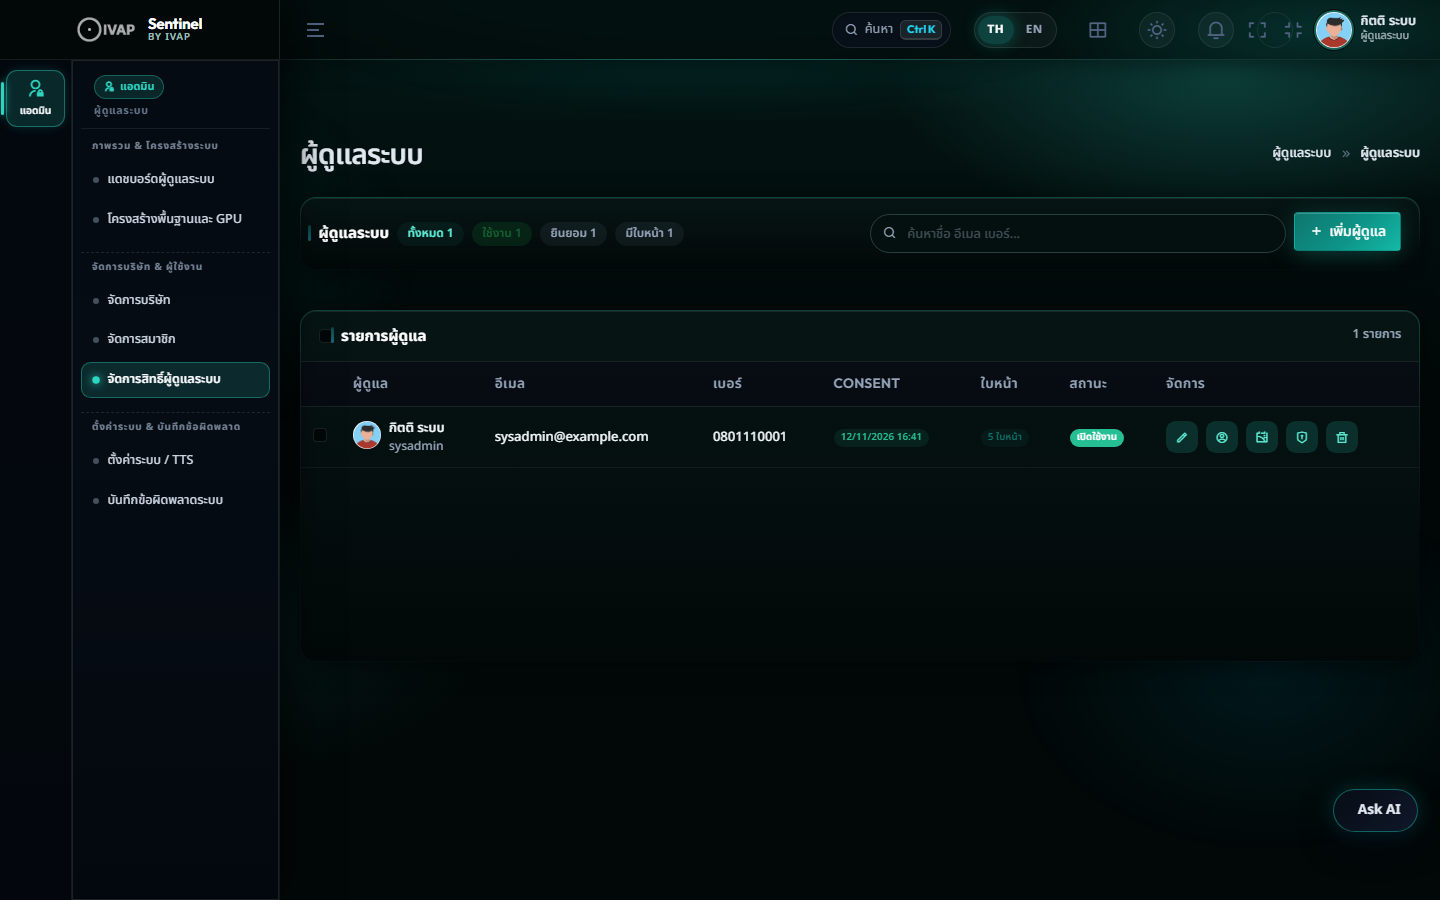 IVAP
Sentinel
BY IVAP
ค้นหา Ctrl K
TH EN
กิตติ ระบบ
ผู้ดูแลระบบ
แอดมิน
แอดมิน
ผู้ดูแลระบบ
ภาพรวม & โครงสร้างระบบ
แดชบอร์ดผู้ดูแลระบบ
โครงสร้างพื้นฐานและ GPU
จัดการบริษัท & ผู้ใช้งาน
จัดการบริษัท
จัดการสมาชิก
จัดการสิทธิ์ผู้ดูแลระบบ
ตั้งค่าระบบ & บันทึกข้อผิดพลาด
ตั้งค่าระบบ / TTS
บันทึกข้อผิดพลาดระบบ
ผู้ดูแลระบบ
ผู้ดูแลระบบ » ผู้ดูแลระบบ
ผู้ดูแลระบบ ทั้งหมด 1 ใช้งาน 1 ยินยอม 1 มีใบหน้า 1
ค้นหาชื่อ อีเมล เบอร์...
+ เพิ่มผู้ดูแล
รายการผู้ดูแล
1 รายการ
ผู้ดูแล อีเมล เบอร์ CONSENT ใบหน้า สถานะ จัดการ
กิตติ ระบบ
sysadmin
sysadmin@example.com 0801110001 12/11/2026 16:41 5 ใบหน้า เปิดใช้งาน
Ask AI